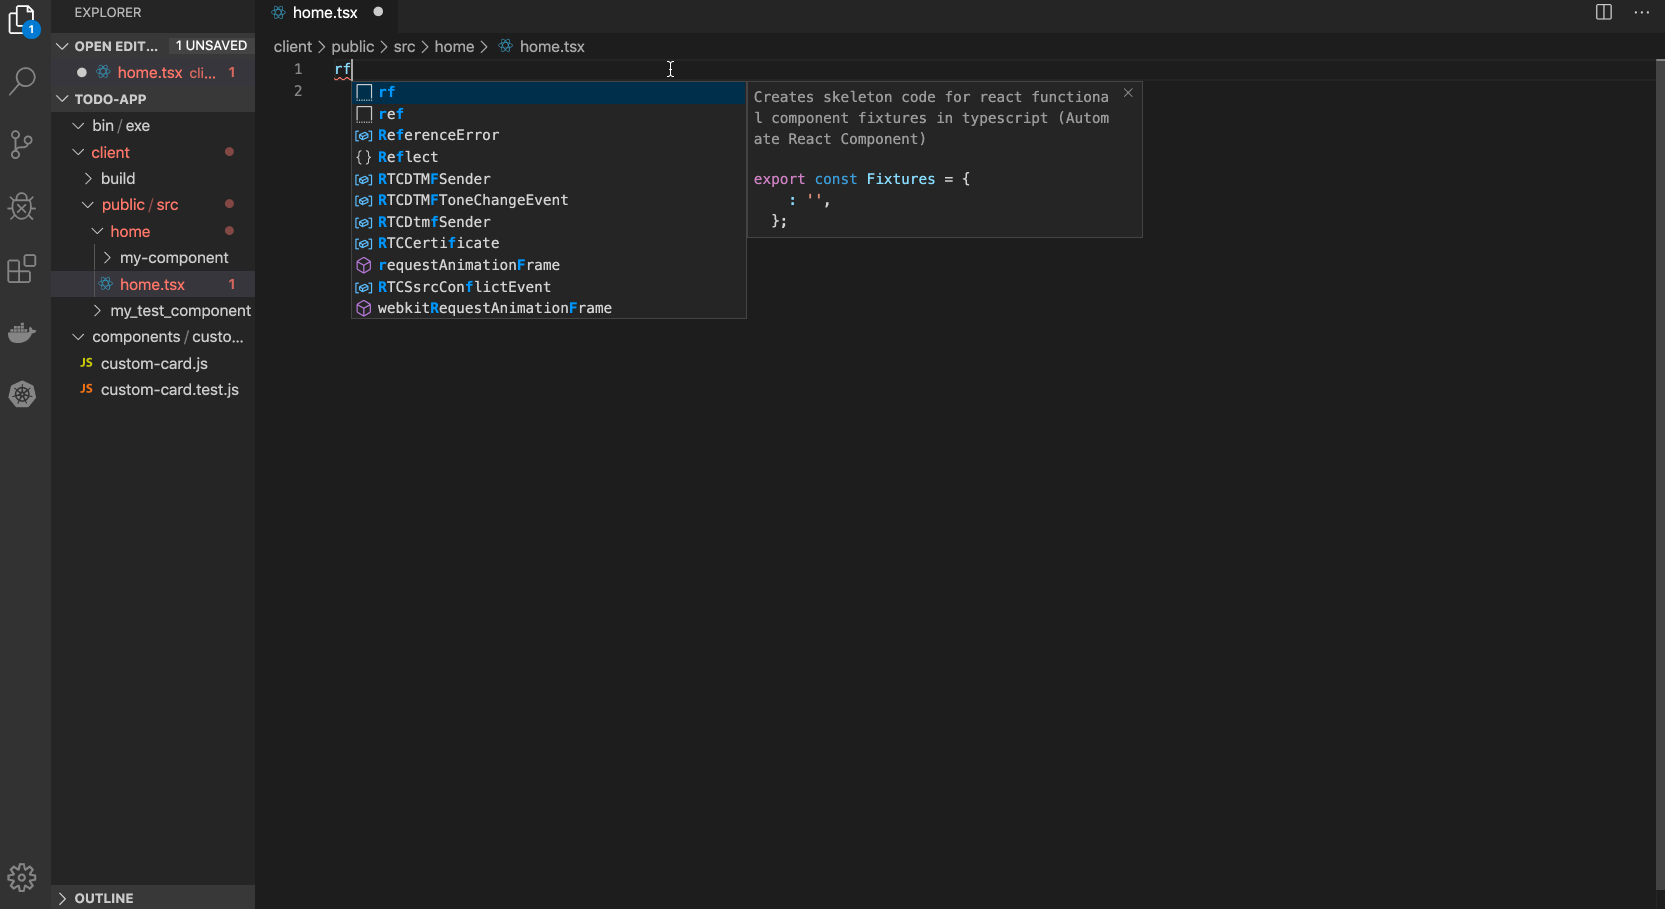 EXPLORER
home.tsx
1
OPEN EDIT... 1 UNSAVED
home.tsx cli... 1
TODO-APP
bin / exe
client
build
public / src
home
my-component
home.tsx 1
my_test_component
components / custo...
JS custom-card.js
JS custom-card.test.js
OUTLINE
client > public > src > home > home.tsx
1 rf
2
rf
ref
ReferenceError
{} Reflect
RTCDTMFSender
RTCDTMFToneChangeEvent
RTCDtmfSender
RTCCertificate
requestAnimationFrame
RTCSsrcConflictEvent
webkitRequestAnimationFrame
Creates skeleton code for react functiona
l component fixtures in typescript (Autom
ate React Component)
export const Fixtures = {
: '',
};